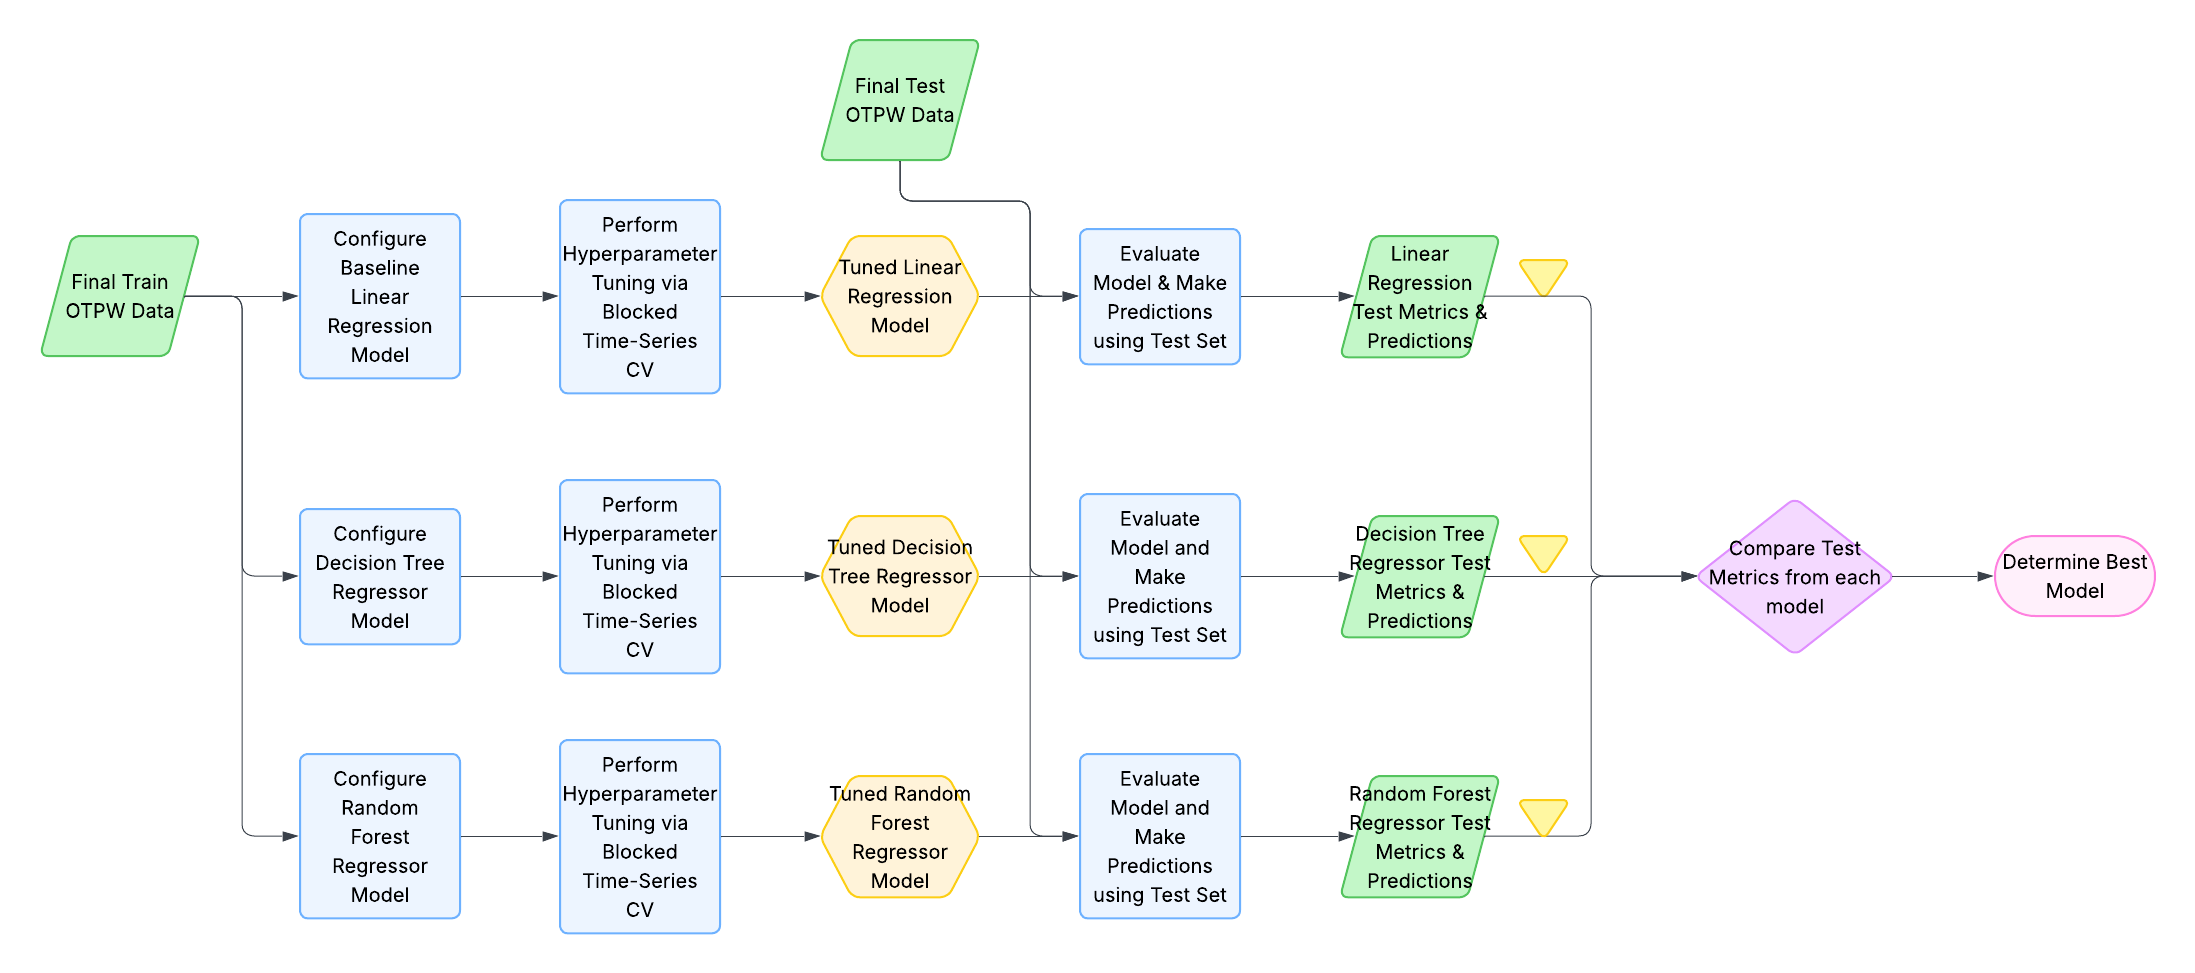 Final Test
OTPW Data
Final Train
OTPW Data
Configure
Baseline
Linear
Regression
Model
Perform
Hyperparameter
Tuning via
Blocked
Time-Series
CV
Tuned Linear
Regression
Model
Evaluate
Model & Make
Predictions
using Test Set
Linear
Regression
Test Metrics &
Predictions
Configure
Decision Tree
Regressor
Model
Perform
Hyperparameter
Tuning via
Blocked
Time-Series
CV
Tuned Decision
Tree Regressor
Model
Evaluate
Model and
Make
Predictions
using Test Set
Decision Tree
Regressor Test
Metrics &
Predictions
Compare Test
Metrics from each
model
Determine Best
Model
Configure
Random
Forest
Regressor
Model
Perform
Hyperparameter
Tuning via
Blocked
Time-Series
CV
Tuned Random
Forest
Regressor
Model
Evaluate
Model and
Make
Predictions
using Test Set
Random Forest
Regressor Test
Metrics &
Predictions